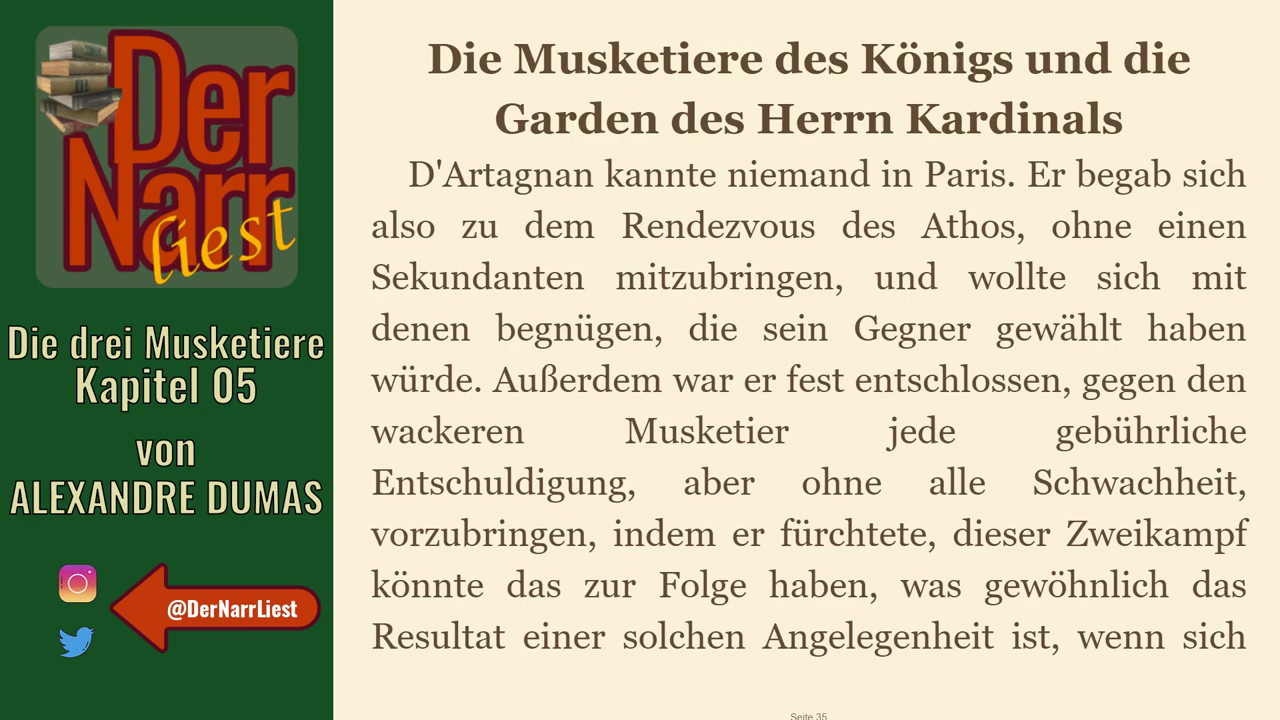 Der
Narr
liest
Die drei Musketiere
Kapitel 05
von
ALEXANDRE DUMAS
@DerNarrLiest
Die Musketiere des Königs und die
Garden des Herrn Kardinals
D'Artagnan kannte niemand in Paris. Er begab sich
also zu dem Rendezvous des Athos, ohne einen
Sekundanten mitzubringen, und wollte sich mit
denen begnügen, die sein Gegner gewählt haben
würde. Außerdem war er fest entschlossen, gegen den
wackeren Musketier jede gebührliche
Entschuldigung, aber ohne alle Schwachheit,
vorzubringen, indem er fürchtete, dieser Zweikampf
könnte das zur Folge haben, was gewöhnlich das
Resultat einer solchen Angelegenheit ist, wenn sich
Seite 35